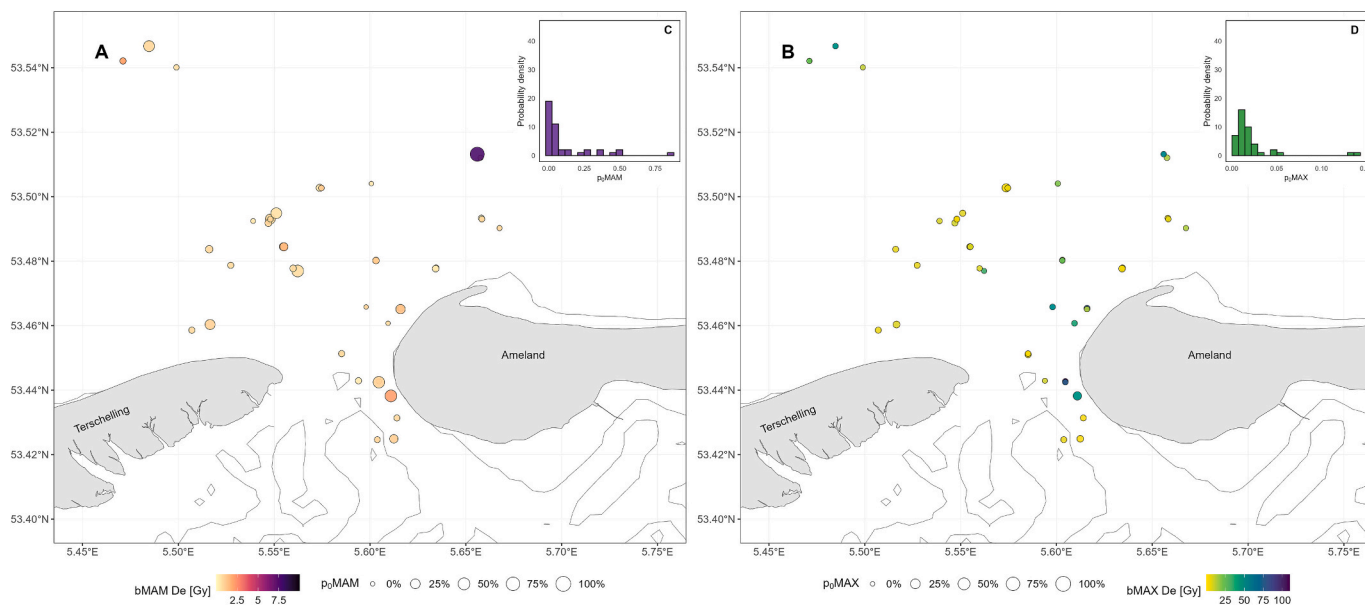 A
53.54°N
53.52°N
53.50°N
53.48°N
53.46°N
53.44°N
53.42°N
53.40°N
5.45°E 5.50°E 5.55°E 5.60°E 5.65°E 5.70°E 5.75°E
Terschelling
Ameland
C
Probability density
40
30
20
10
0
0.00 0.25 0.50 0.75
p₀MAM
bMAM De [Gy] 2.5 5.0 7.5
p₀MAM 0% 25% 50% 75% 100%
B
53.54°N
53.52°N
53.50°N
53.48°N
53.46°N
53.44°N
53.42°N
53.40°N
5.45°E 5.50°E 5.55°E 5.60°E 5.65°E 5.70°E 5.75°E
Terschelling
Ameland
D
Probability density
40
30
20
10
0
0.00 0.05 0.10
p₀MAX
p₀MAX 0% 25% 50% 75% 100%
bMAX De [Gy] 25 50 75 100